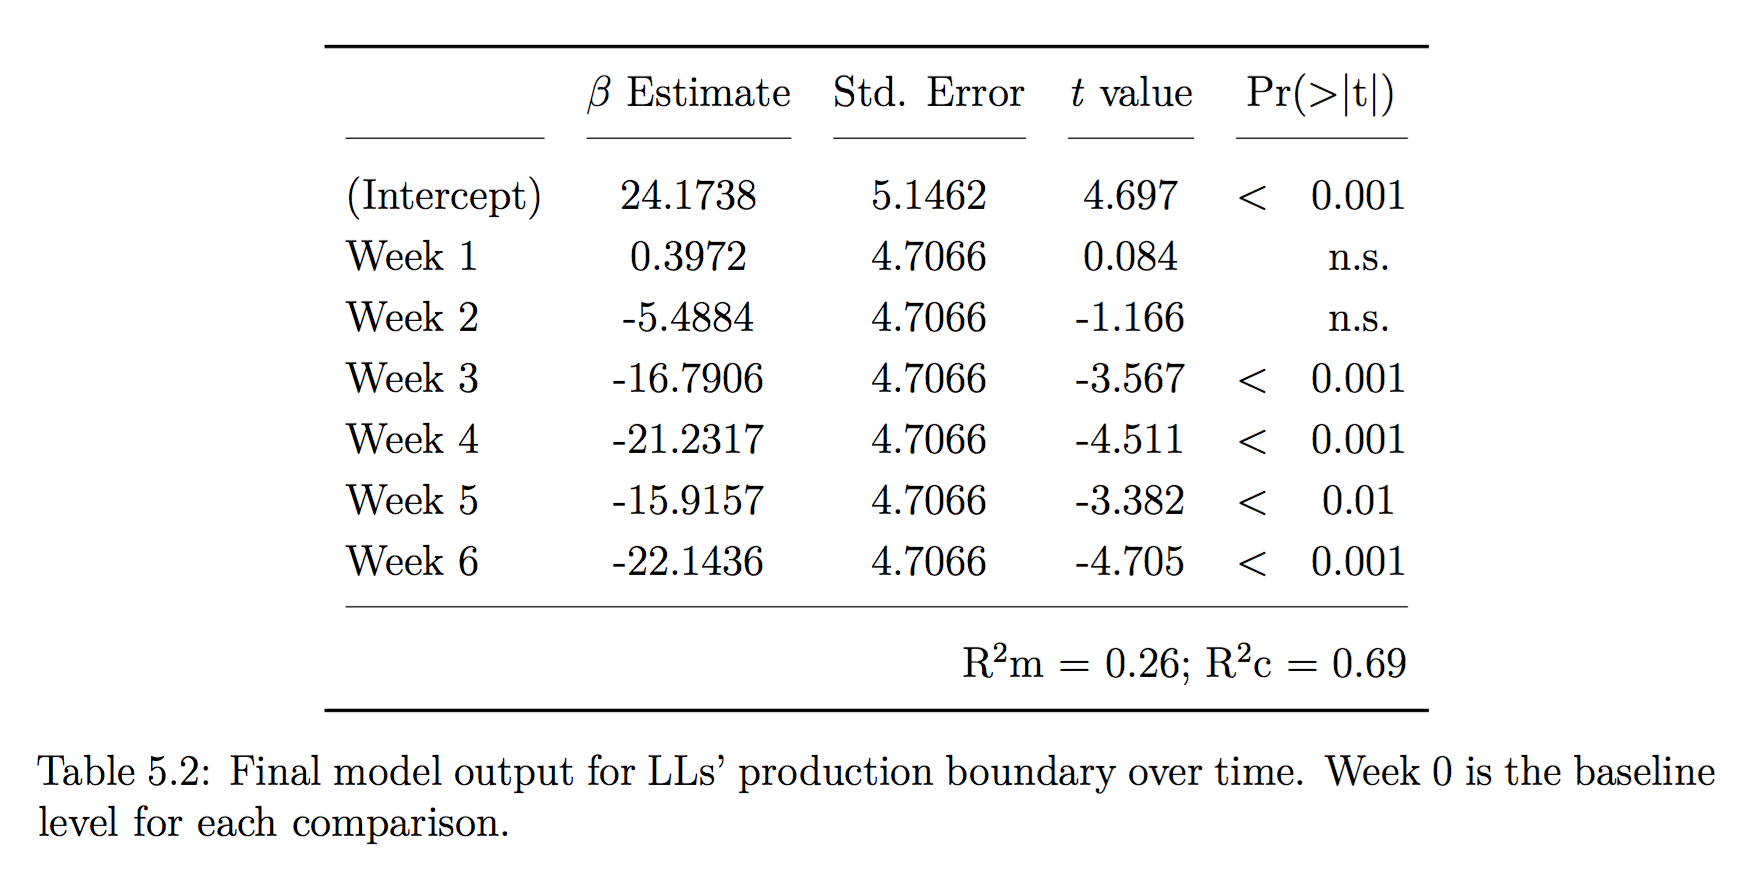 β Estimate Std. Error t value Pr(>|t|)
(Intercept) 24.1738 5.1462 4.697 < 0.001
Week 1 0.3972 4.7066 0.084 n.s.
Week 2 -5.4884 4.7066 -1.166 n.s.
Week 3 -16.7906 4.7066 -3.567 < 0.001
Week 4 -21.2317 4.7066 -4.511 < 0.001
Week 5 -15.9157 4.7066 -3.382 < 0.01
Week 6 -22.1436 4.7066 -4.705 < 0.001
R²m = 0.26; R²c = 0.69
Table 5.2: Final model output for LLs’ production boundary over time. Week 0 is the baseline
level for each comparison.